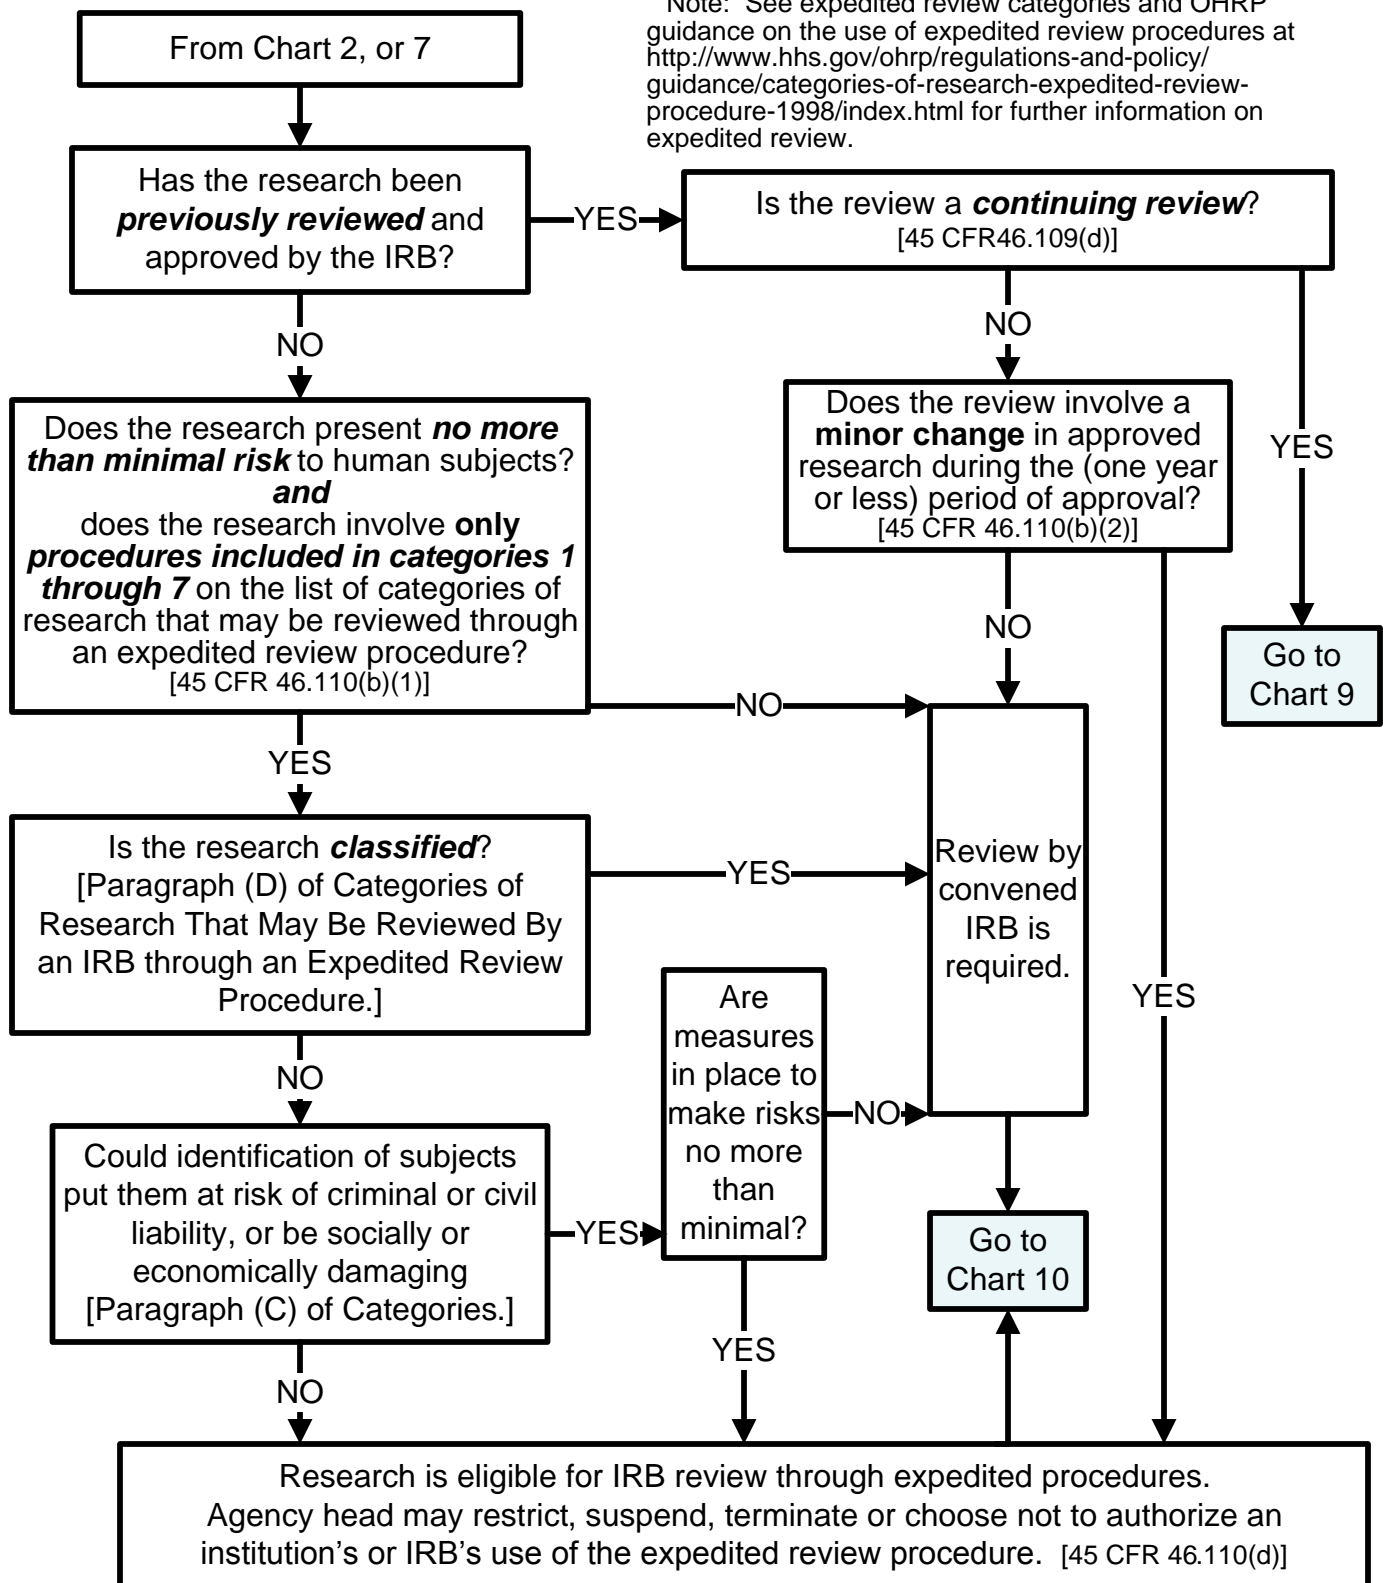 Note: See expedited review categories and OHRP
guidance on the use of expedited review procedures at
http://www.hhs.gov/ohrp/regulations-and-policy/
guidance/categories-of-research-expedited-review-
procedure-1998/index.html for further information on
expedited review.
From Chart 2, or 7
Has the research been
previously reviewed and
approved by the IRB?
YES
Is the review a continuing review?
[45 CFR46.109(d)]
NO
NO
YES
Does the research present no more
than minimal risk to human subjects?
and
does the research involve only
procedures included in categories 1
through 7 on the list of categories of
research that may be reviewed through
an expedited review procedure?
[45 CFR 46.110(b)(1)]
Does the review involve a
minor change in approved
research during the (one year
or less) period of approval?
[45 CFR 46.110(b)(2)]
NO
Go to
Chart 9
NO
YES
Is the research classified?
[Paragraph (D) of Categories of
Research That May Be Reviewed By
an IRB through an Expedited Review
Procedure.]
YES
Review by
convened
IRB is
required.
YES
NO
Are
measures
in place to
make risks
no more
than
minimal?
NO
Could identification of subjects
put them at risk of criminal or civil
liability, or be socially or
economically damaging
[Paragraph (C) of Categories.]
YES
Go to
Chart 10
YES
NO
Research is eligible for IRB review through expedited procedures.
Agency head may restrict, suspend, terminate or choose not to authorize an
institution's or IRB's use of the expedited review procedure. [45 CFR 46.110(d)]